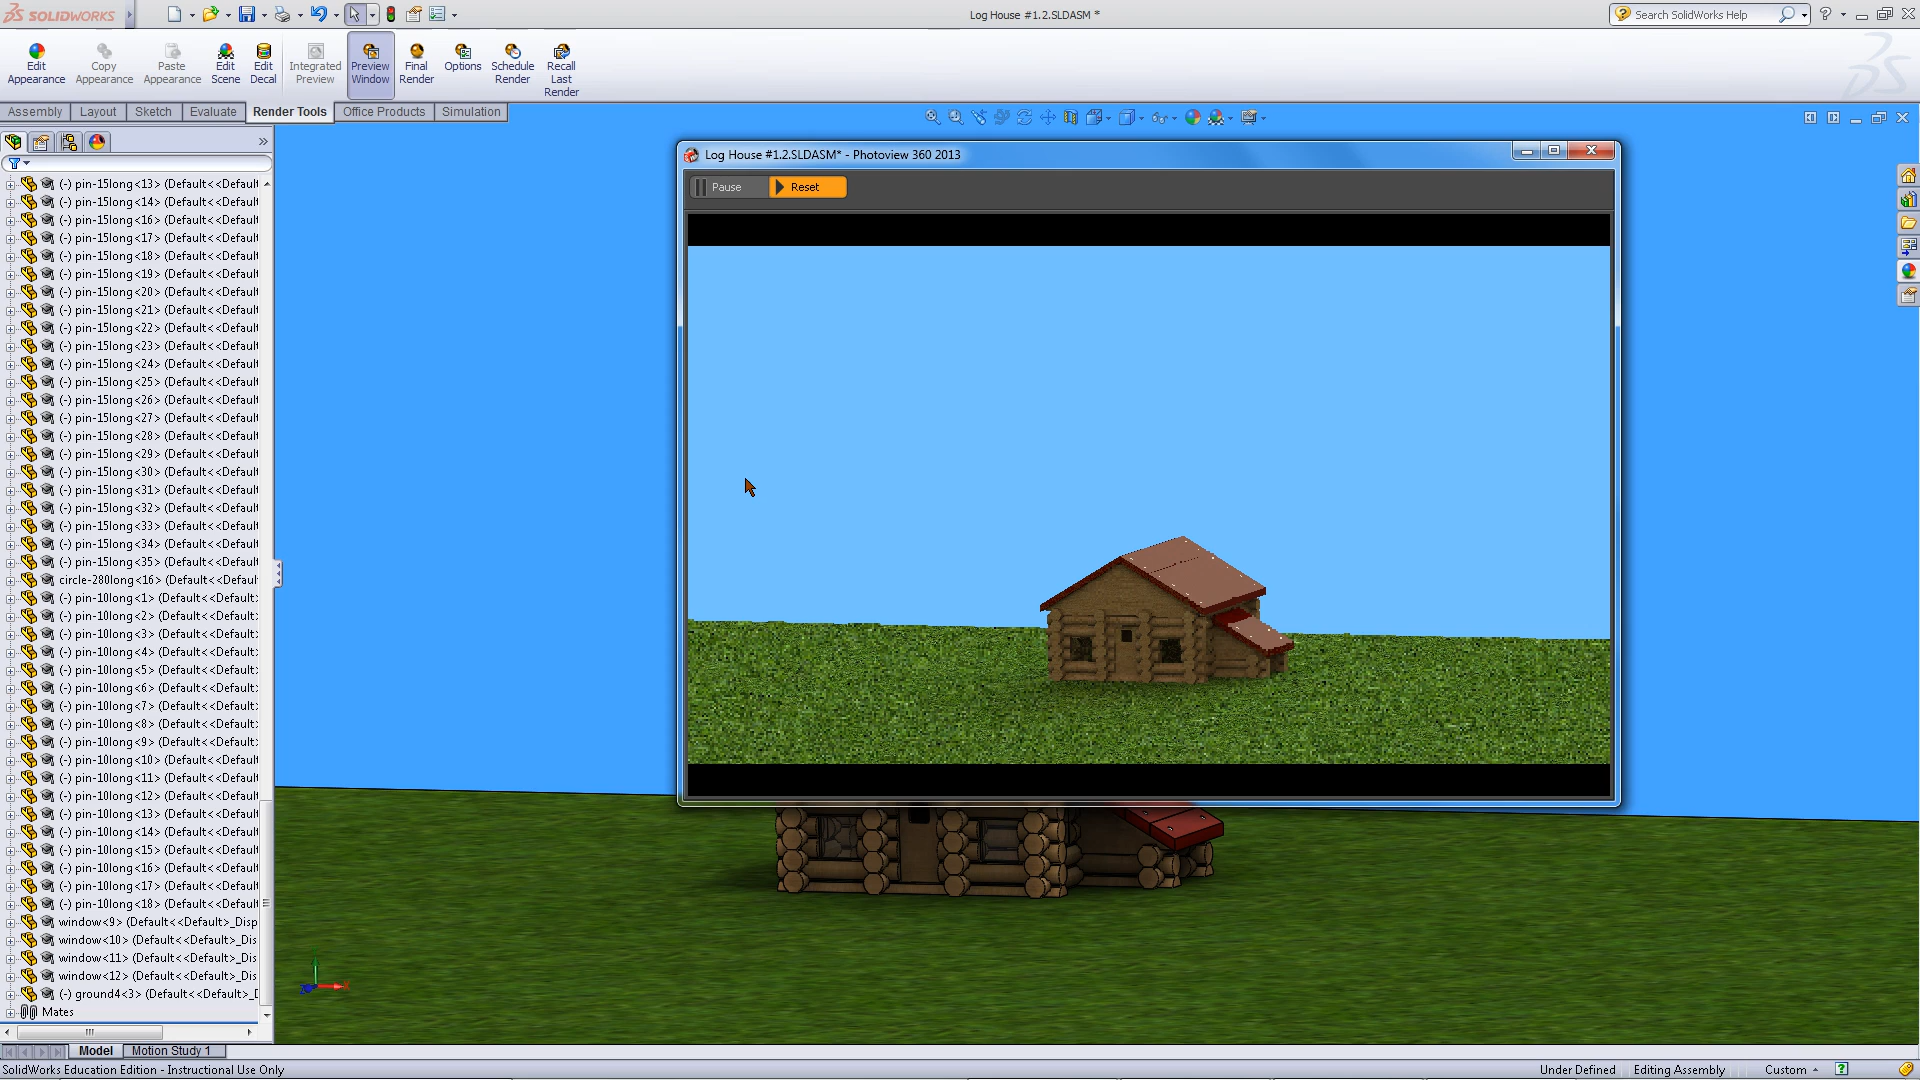 SOLIDWORKS
Log House #1.2.SLDASM *
Search SolidWorks Help
Edit Appearance
Copy Appearance
Paste Appearance
Edit Scene
Edit Decal
Integrated Preview
Preview Window
Final Render
Options
Schedule Render
Recall Last Render
Assembly
Layout
Sketch
Evaluate
Render Tools
Office Products
Simulation
(-) pin-15long<13> (Default<<Default
(-) pin-15long<14> (Default<<Default
(-) pin-15long<16> (Default<<Default
(-) pin-15long<17> (Default<<Default
(-) pin-15long<18> (Default<<Default
(-) pin-15long<19> (Default<<Default
(-) pin-15long<20> (Default<<Default
(-) pin-15long<21> (Default<<Default
(-) pin-15long<22> (Default<<Default
(-) pin-15long<23> (Default<<Default
(-) pin-15long<24> (Default<<Default
(-) pin-15long<25> (Default<<Default
(-) pin-15long<26> (Default<<Default
(-) pin-15long<27> (Default<<Default
(-) pin-15long<28> (Default<<Default
(-) pin-15long<29> (Default<<Default
(-) pin-15long<30> (Default<<Default
(-) pin-15long<31> (Default<<Default
(-) pin-15long<32> (Default<<Default
(-) pin-15long<33> (Default<<Default
(-) pin-15long<34> (Default<<Default
(-) pin-15long<35> (Default<<Default
circle-280long<16> (Default<<Defaul
(-) pin-10long<1> (Default<<Default>
(-) pin-10long<2> (Default<<Default>
(-) pin-10long<3> (Default<<Default>
(-) pin-10long<4> (Default<<Default>
(-) pin-10long<5> (Default<<Default>
(-) pin-10long<6> (Default<<Default>
(-) pin-10long<7> (Default<<Default>
(-) pin-10long<8> (Default<<Default>
(-) pin-10long<9> (Default<<Default>
(-) pin-10long<10> (Default<<Default
(-) pin-10long<11> (Default<<Default
(-) pin-10long<12> (Default<<Default
(-) pin-10long<13> (Default<<Default
(-) pin-10long<14> (Default<<Default
(-) pin-10long<15> (Default<<Default
(-) pin-10long<16> (Default<<Default
(-) pin-10long<17> (Default<<Default
(-) pin-10long<18> (Default<<Default
window<9> (Default<<Default>_Disp
window<10> (Default<<Default>_Dis
window<11> (Default<<Default>_Dis
window<12> (Default<<Default>_Dis
(-) ground4<3> (Default<<Default>_D
Mates
Log House #1.2.SLDASM* - Photoview 360 2013
Pause
Reset
Model
Motion Study 1
SolidWorks Education Edition - Instructional Use Only
Under Defined
Editing Assembly
Custom